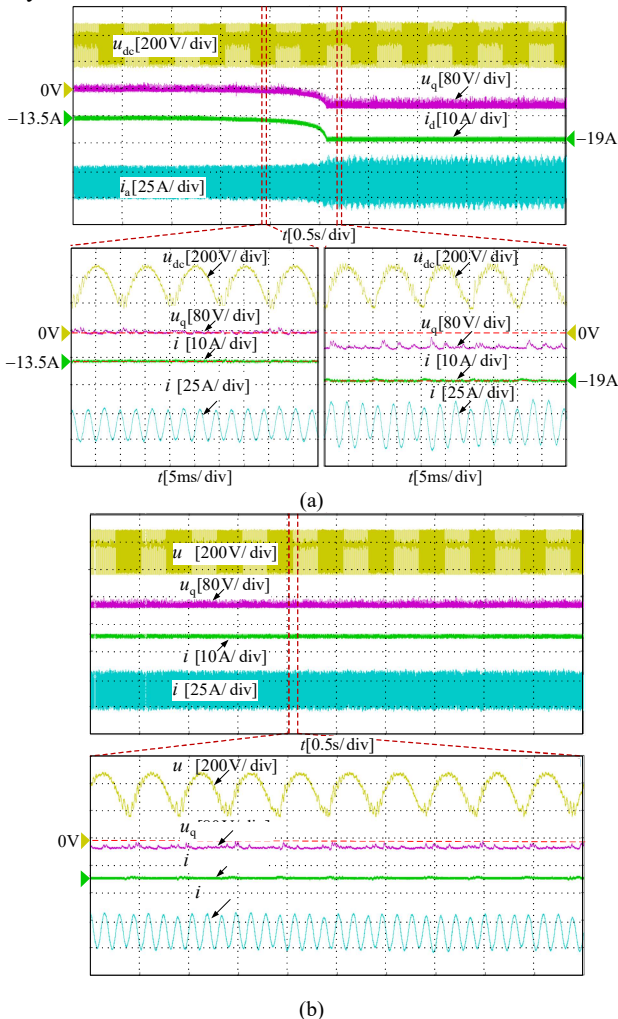 u_dc[200V/div]
0V
u_q[80V/div]
−13.5A
i_d[10A/div]
−19A
i_a[25A/div]
t[0.5s/div]
u_dc[200V/div]
u_dc[200V/div]
u_q[80V/div]
u_q[80V/div]
0V
0V
i [10A/div]
i [10A/div]
−13.5A
−19A
i [25A/div]
i [25A/div]
t[5ms/div]
t[5ms/div]
(a)
u [200V/div]
u_q[80V/div]
i [10A/div]
i [25A/div]
t[0.5s/div]
u [200V/div]
u_q
0V
i
i
(b)